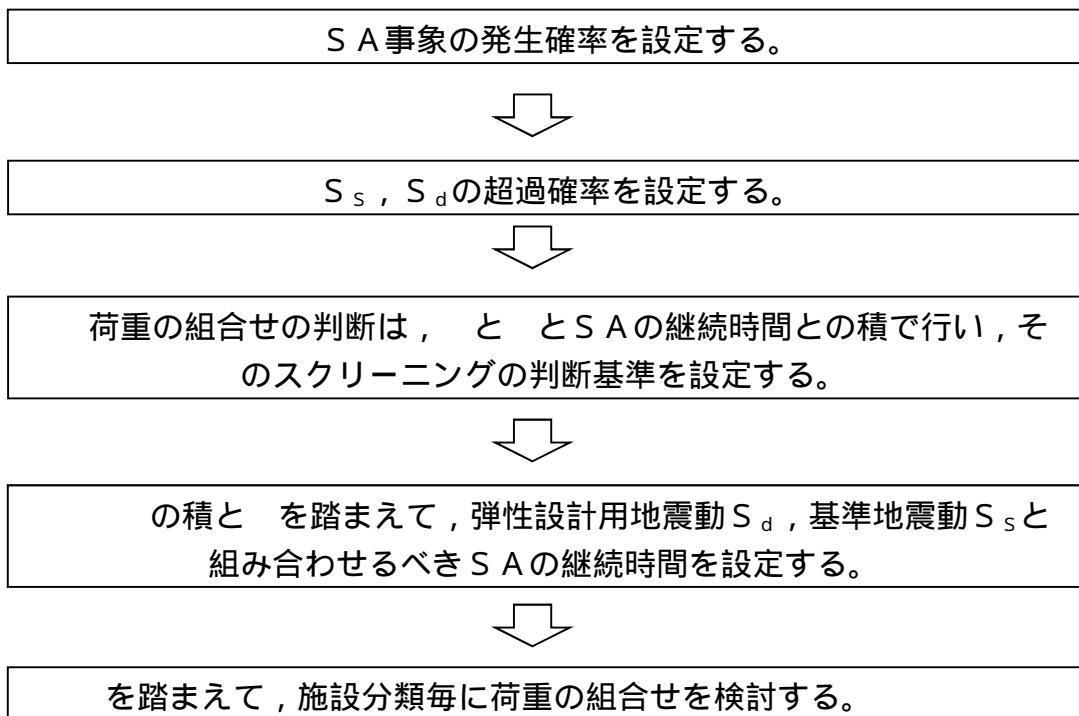 ＳＡ事象の発生確率を設定する。
Ｓｓ，Ｓｄの超過確率を設定する。
荷重の組合せの判断は，　と　とＳＡの継続時間との積で行い，そ
のスクリーニングの判断基準を設定する。
の積と　を踏まえて，弾性設計用地震動Ｓｄ，基準地震動Ｓｓと
組み合わせるべきＳＡの継続時間を設定する。
を踏まえて，施設分類毎に荷重の組合せを検討する。